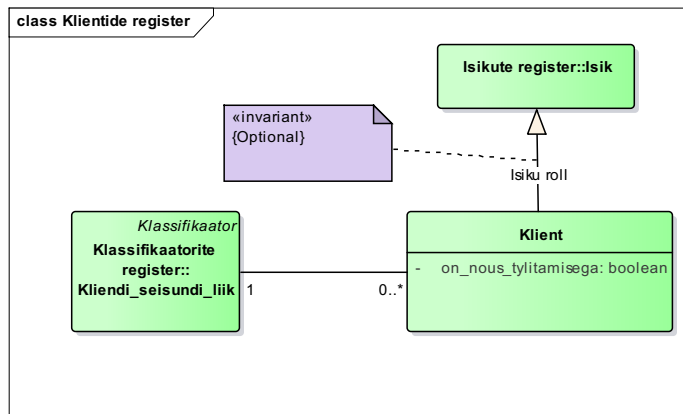 class Klientide register
Isikute register::Isik
«invariant»
{Optional}
Isiku roll
Klassifikaator
Klassifikaatorite
register::
Kliendi_seisundi_liik
1
0..*
Klient
- on_nous_tylitamisega: boolean